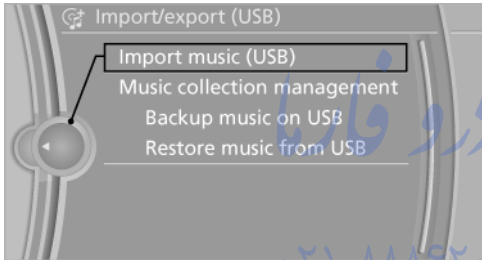 Import/export (USB)
Import music (USB)
Music collection management
Backup music on USB
Restore music from USB